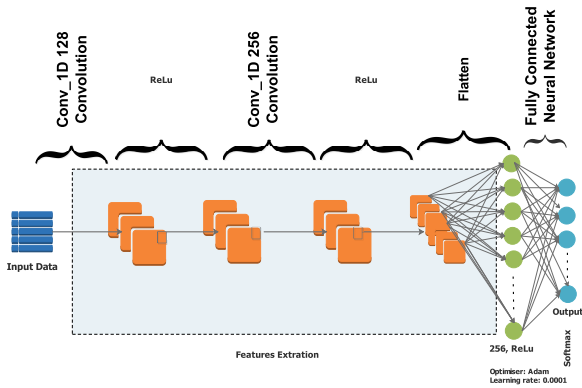 Conv_1D 128
Convolution
ReLu
Conv_1D 256
Convolution
ReLu
Flatten
Fully Connected
Neural Network
Input Data
Output
256, ReLu
Softmax
Features Extration
Optimiser: Adam
Learning rate: 0.0001